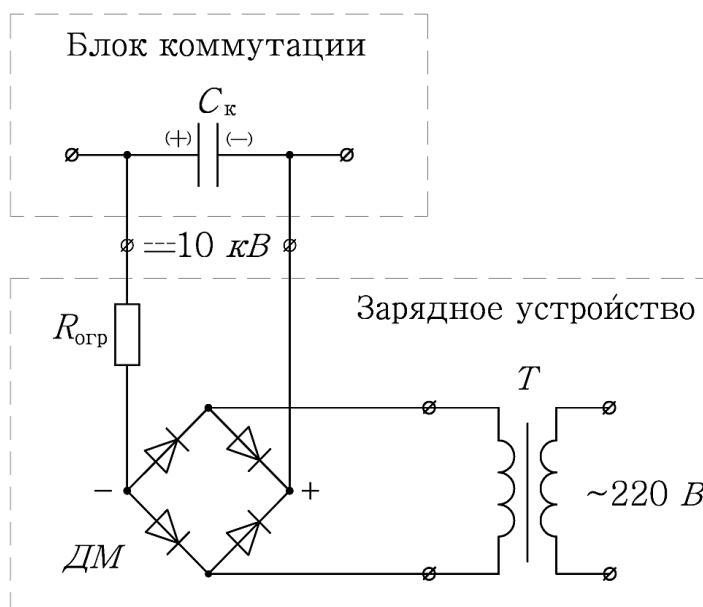 Блок коммутации
Cк
(+) (−)
=10 кВ
Зарядное устройство
Rогр
T
− +
~220 В
ДМ